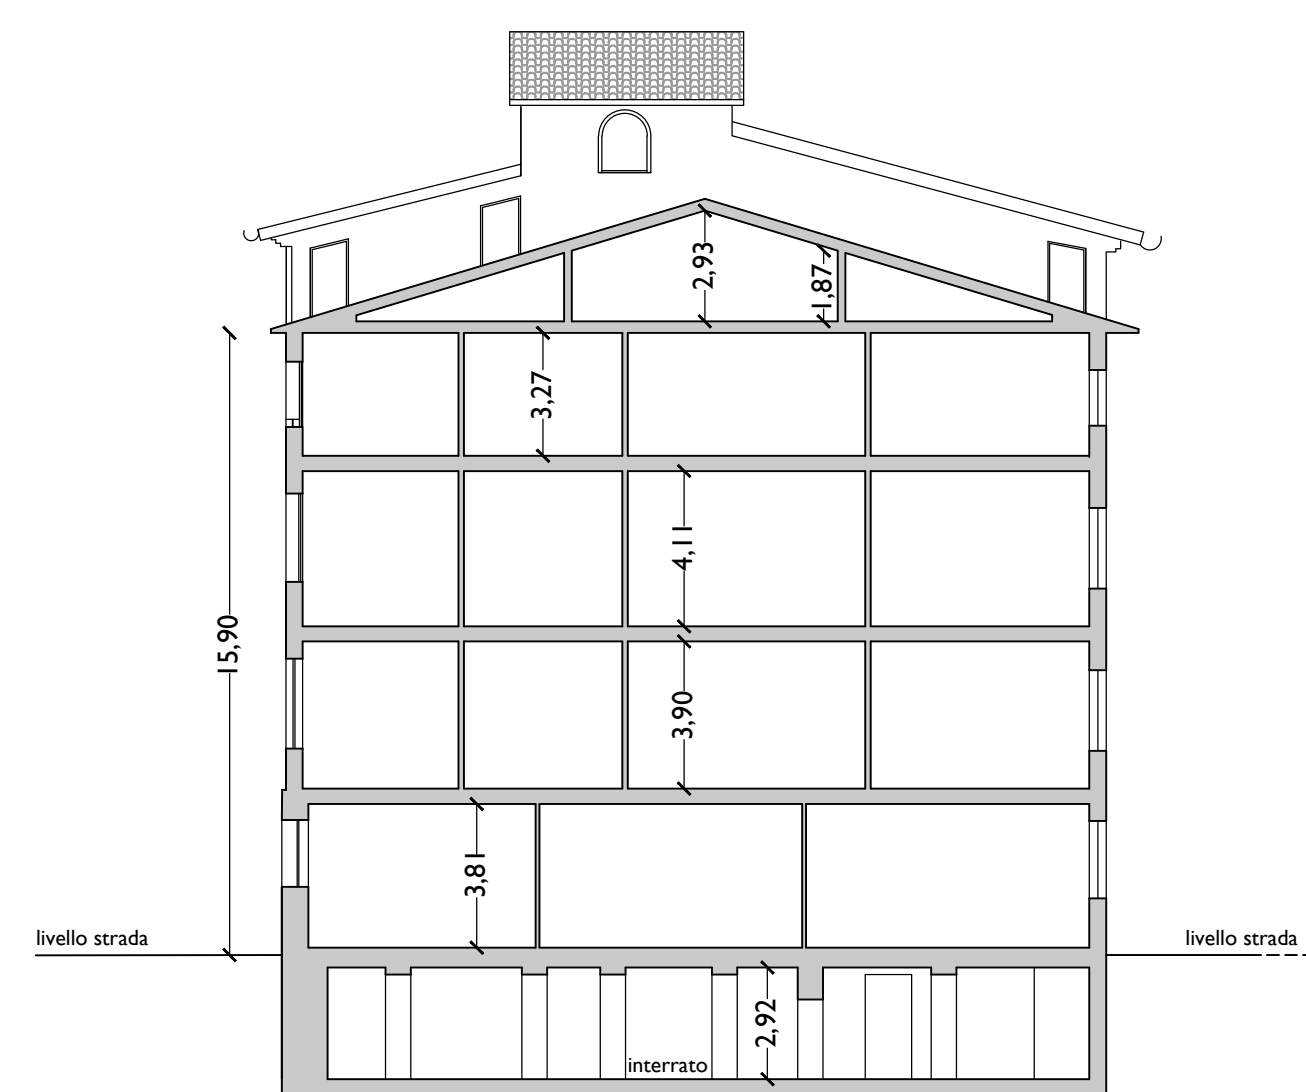 2,93
1,87
3,27
4,11
15,90
3,90
3,81
livello strada
livello strada
2,92
interrato